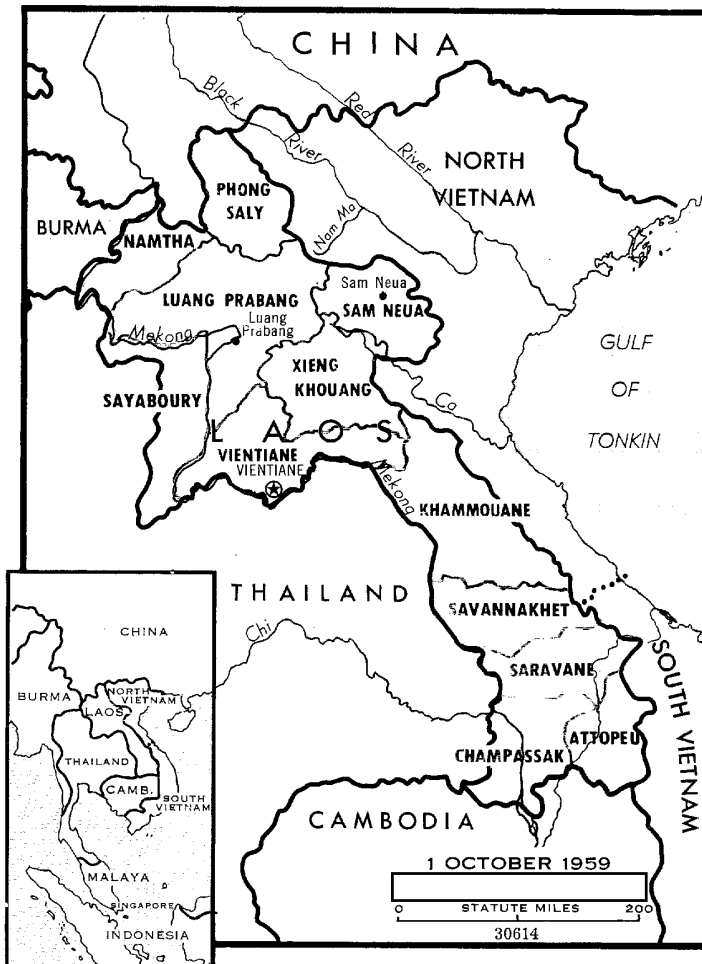 CHINA
Black
River
Red
River
NORTH
VIETNAM
PHONG
SALY
BURMA
NAMTHA
Nam Ma
LUANG PRABANG
Luang
Prabang
Sam Neua
SAM NEUA
Mekong
XIENG
KHOUANG
GULF
OF
TONKIN
SAYABOURY
Ca
LAOS
VIENTIANE
VIENTIANE
Mekong
KHAMMOUANE
THAILAND
SAVANNAKHET
Chi
SARAVANE
SOUTH VIETNAM
ATTOPEU
CHAMPASSAK
CAMBODIA
1 OCTOBER 1959
0 STATUTE MILES 200
30614
CHINA
BURMA
NORTH
VIETNAM
LAOS
THAILAND
CAMB.
SOUTH
VIETNAM
MALAYA
SINGAPORE
INDONESIA